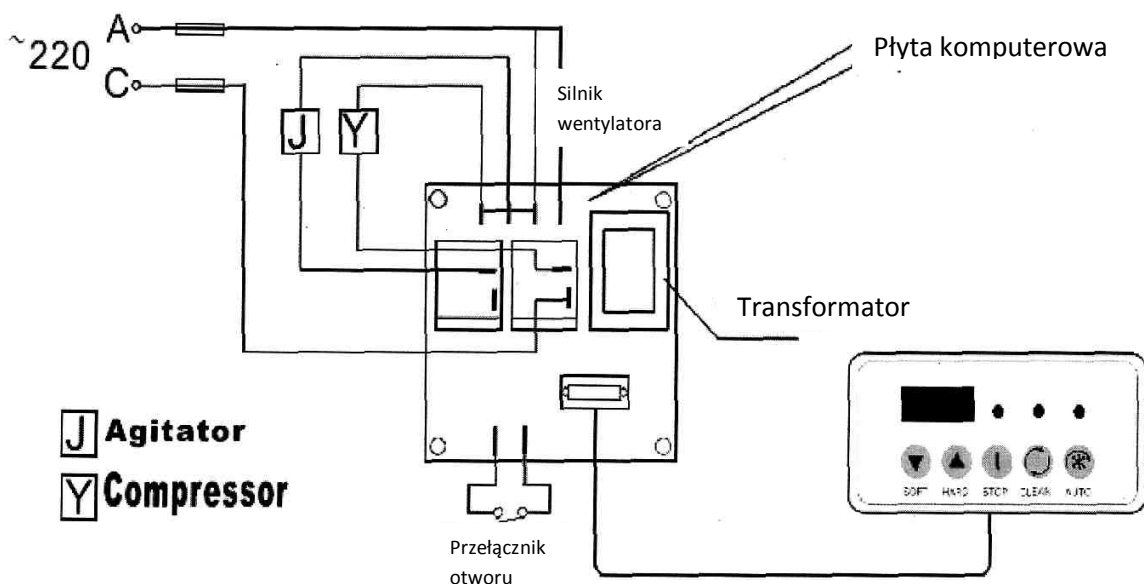 ~220
A
C
J
Y
Silnik
wentylatora
Płyta komputerowa
Transformator
J Agitator
Y Compressor
Przełącznik
otworu
SOFT HARD STOP CLEAN AUTO